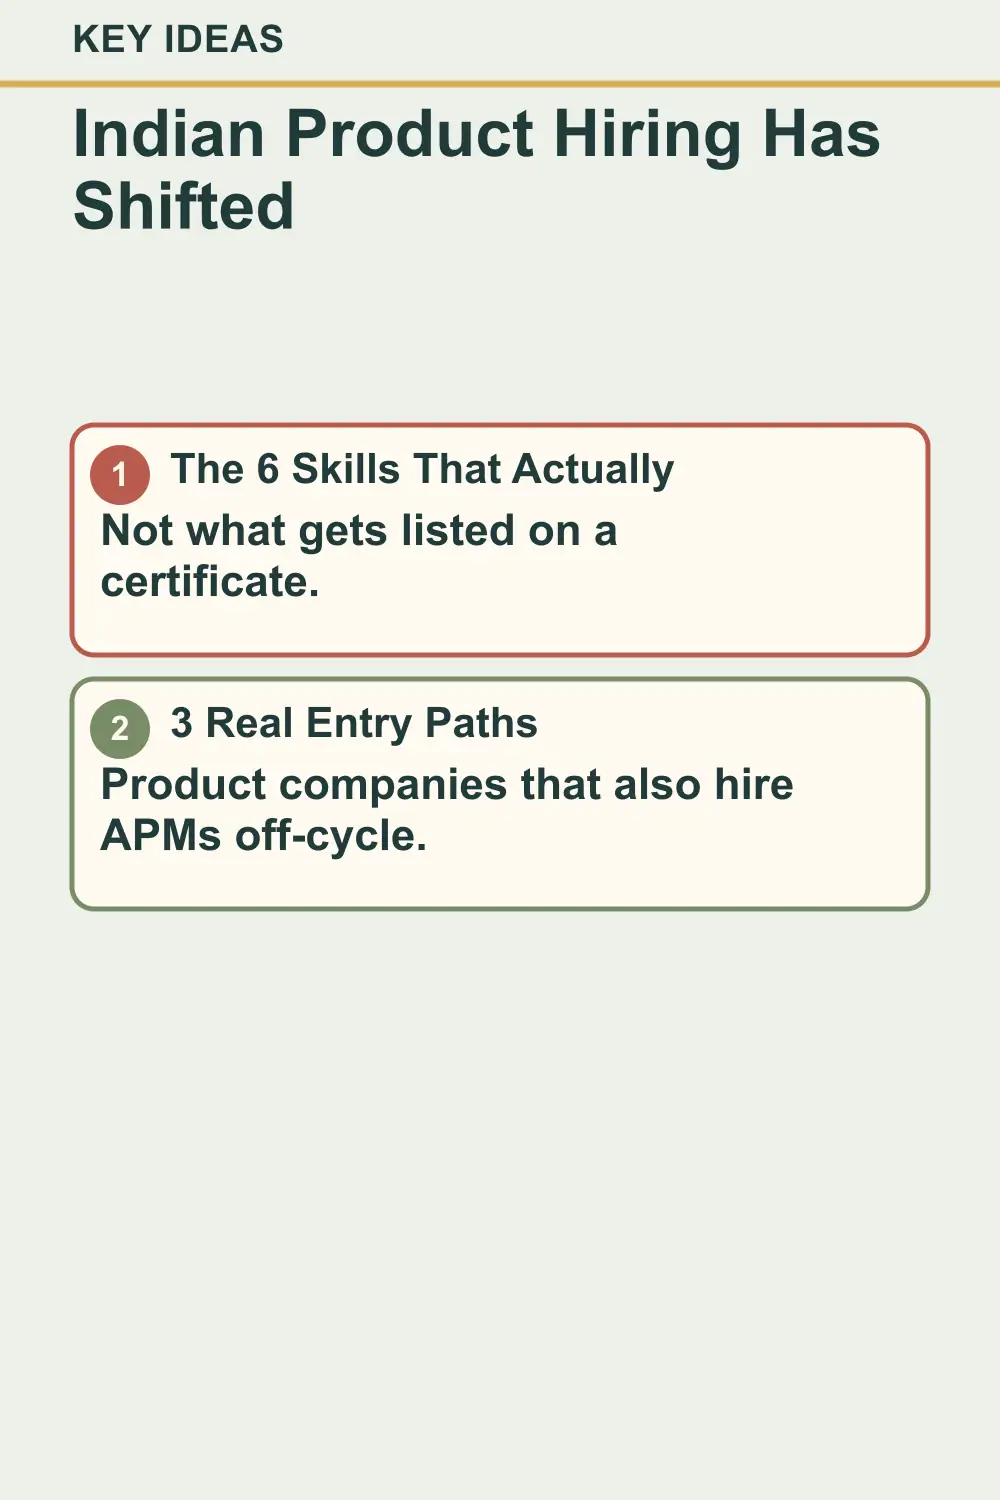 KEY IDEAS
Indian Product Hiring Has
Shifted
1
The 6 Skills That Actually
Not what gets listed on a
certificate.
2
3 Real Entry Paths
Product companies that also hire
APMs off-cycle.